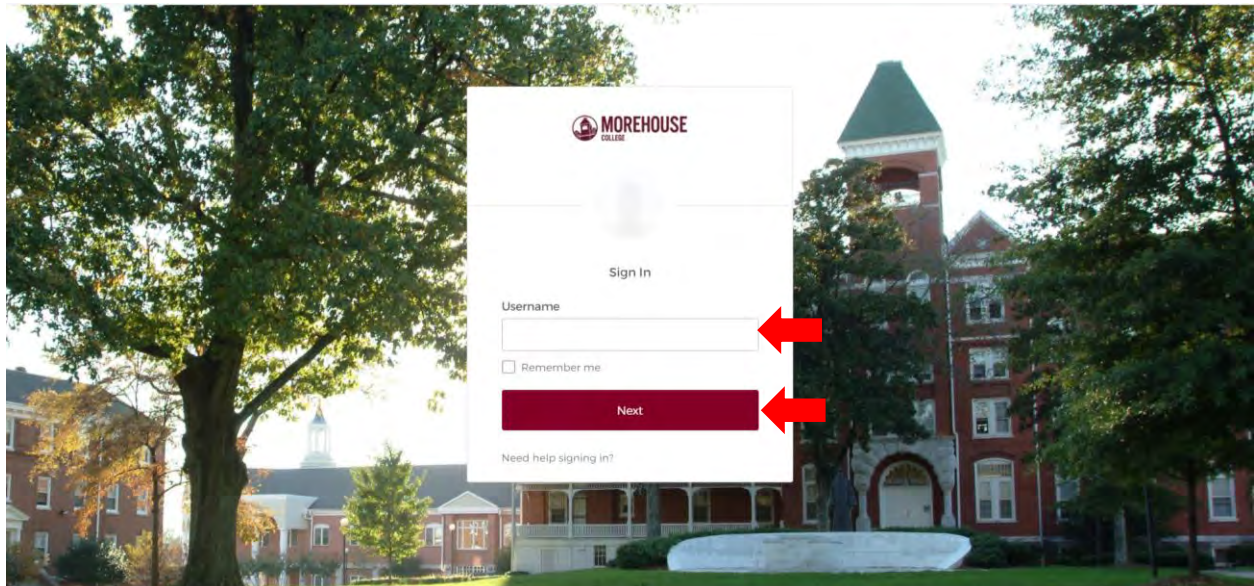 MOREHOUSE
COLLEGE
Sign In
Username
Remember me
Next
Need help signing in?